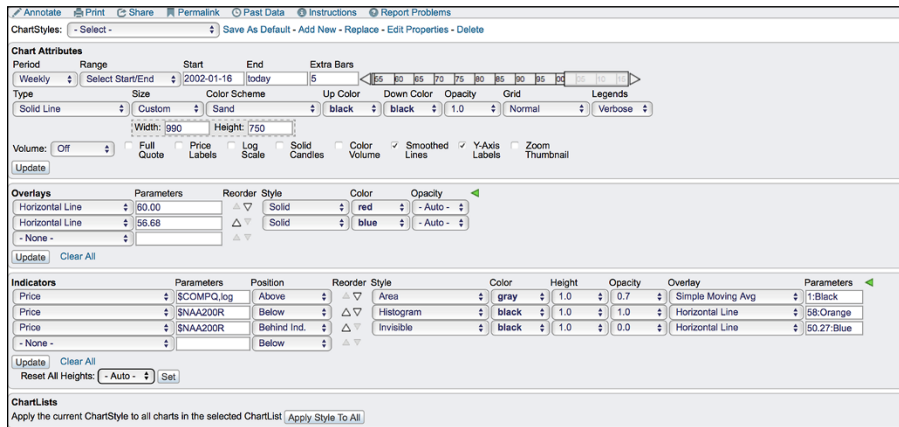 Annotate Print Share Permalink Past Data Instructions Report Problems
ChartStyles: - Select - Save As Default - Add New - Replace - Edit Properties - Delete
Chart Attributes
Period Range Start End Extra Bars
Weekly Select Start/End 2002-01-16 today 5 55 60 65 70 75 80 85 90 95 00 05 10 15
Type Size Color Scheme Up Color Down Color Opacity Grid Legends
Solid Line Custom Sand black black 1.0 Normal Verbose
Width: 990 Height: 750
Volume: Off Full Quote Price Labels Log Scale Solid Candles Color Volume Smoothed Lines Y-Axis Labels Zoom Thumbnail
Update
Overlays Parameters Reorder Style Color Opacity
Horizontal Line 60.00 Solid red - Auto -
Horizontal Line 56.68 Solid blue - Auto -
- None -
Update Clear All
Indicators Parameters Position Reorder Style Color Height Opacity Overlay Parameters
Price $COMPQ,log Above Area gray 1.0 0.7 Simple Moving Avg 1:Black
Price $NAA200R Below Histogram black 1.0 1.0 Horizontal Line 58:Orange
Price $NAA200R Behind Ind. Invisible black 1.0 0.0 Horizontal Line 50.27:Blue
- None - Below
Update Clear All
Reset All Heights: - Auto - Set
ChartLists
Apply the current ChartStyle to all charts in the selected ChartList Apply Style To All